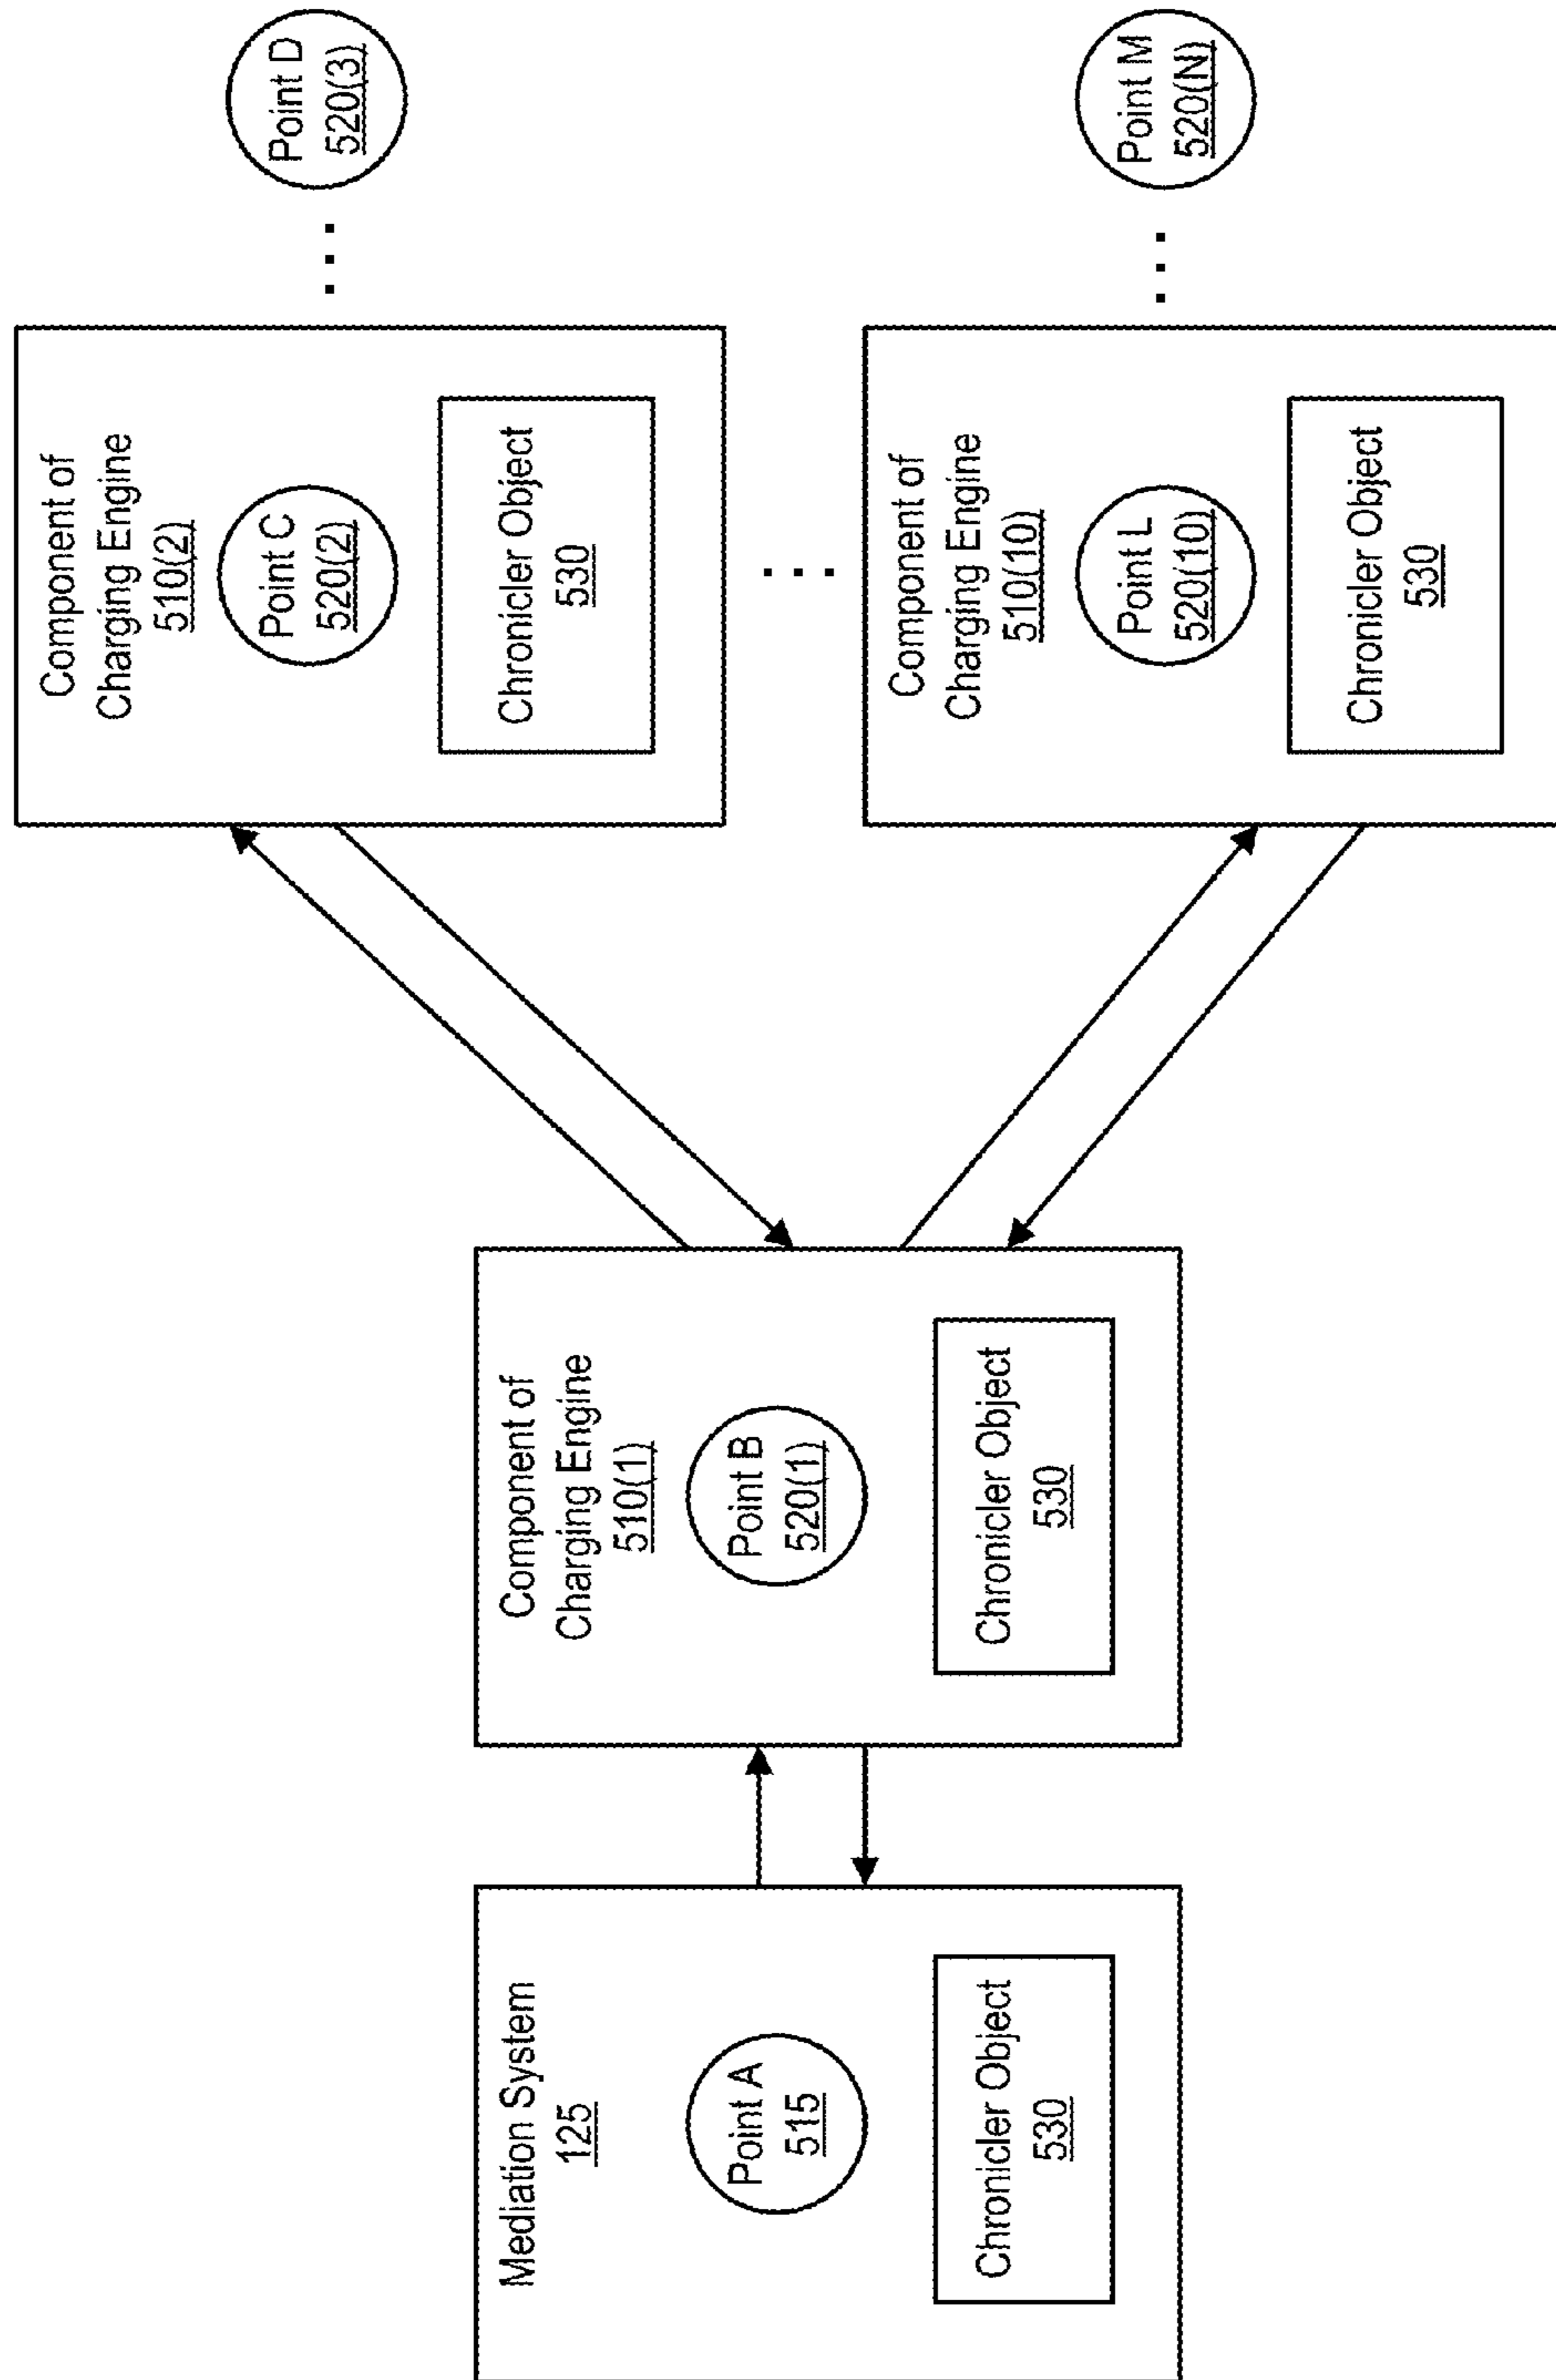 Mediation System
125
Point A
515
Chronicler Object
530
Component of
Charging Engine
510(1)
Point B
520(1)
Chronicler Object
530
Component of
Charging Engine
510(2)
Point C
520(2)
Chronicler Object
530
...
Point D
520(3)
...
Component of
Charging Engine
510(10)
Point L
520(10)
Chronicler Object
530
...
Point M
520(N)